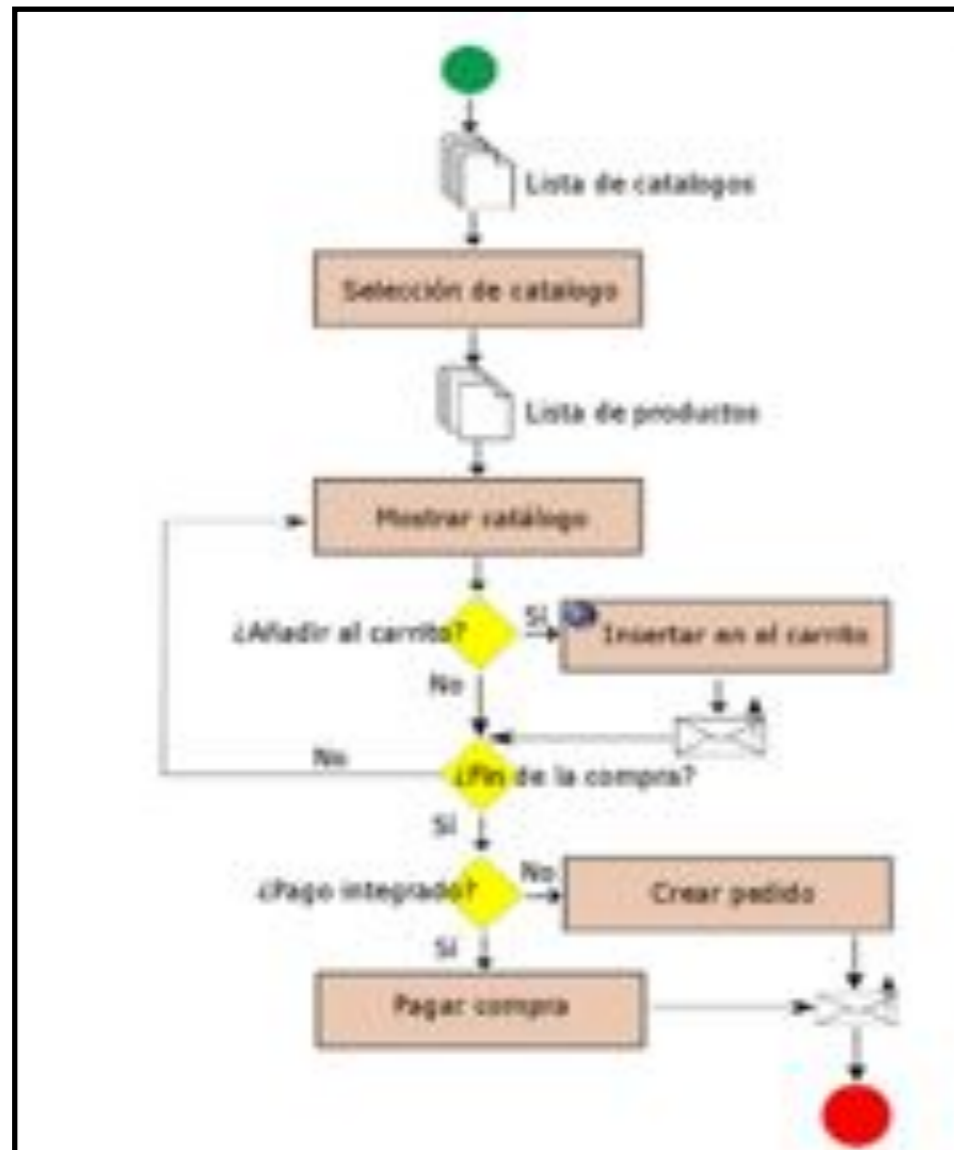 Lista de catalogos
Selección de catalogo
Lista de productos
Mostrar catálogo
¿Añadir al carrito?
Sí
Insertar en el carrito
No
No
¿Fin de la compra?
Sí
¿Pago integrado?
No
Crear pedido
Sí
Pagar compra